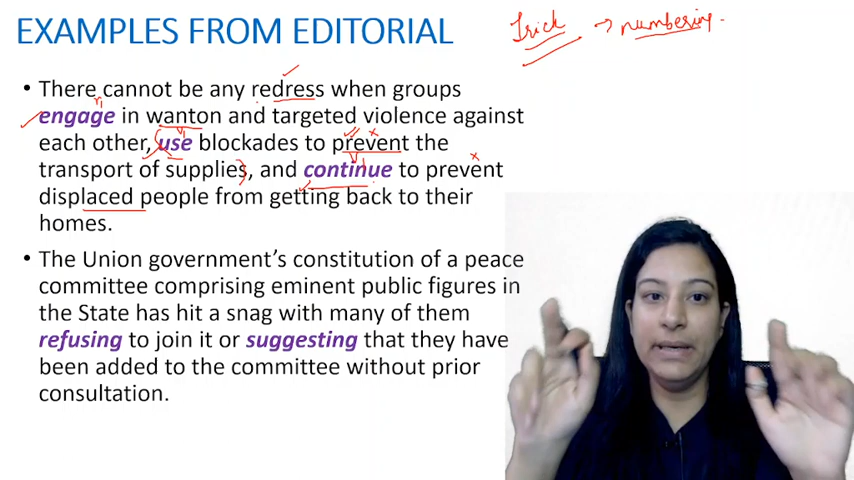 EXAMPLES FROM EDITORIAL
Trick → numbering.
• There cannot be any redress when groups
engage in wanton and targeted violence against
each other, use blockades to prevent the
transport of supplies, and continue to prevent
displaced people from getting back to their
homes.
• The Union government's constitution of a peace
committee comprising eminent public figures in
the State has hit a snag with many of them
refusing to join it or suggesting that they have
been added to the committee without prior
consultation.